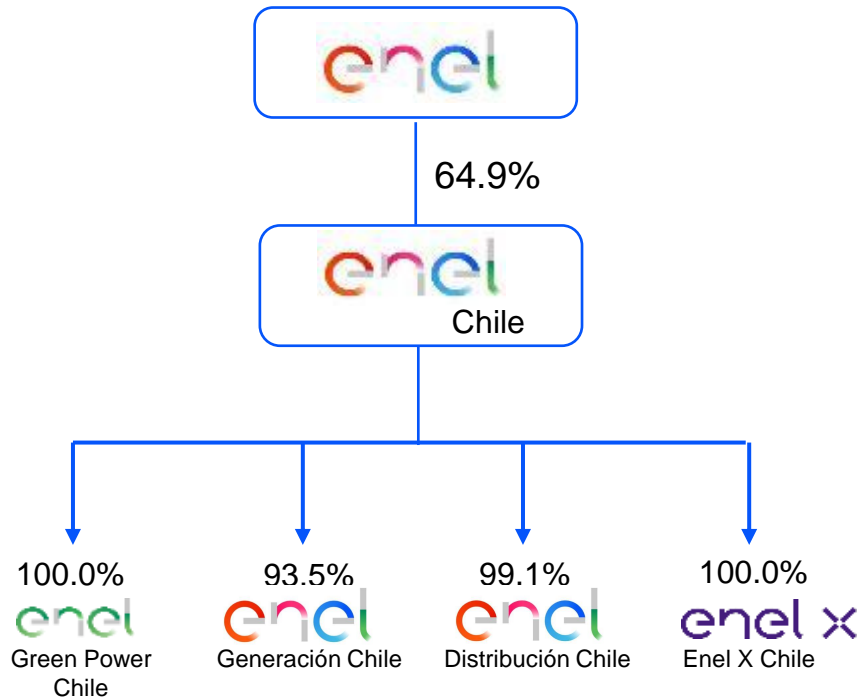 enel
64.9%
enel
Chile
100.0%
93.5%
99.1%
100.0%
enel
enel
enel
enel x
Green Power
Chile
Generación Chile
Distribución Chile
Enel X Chile